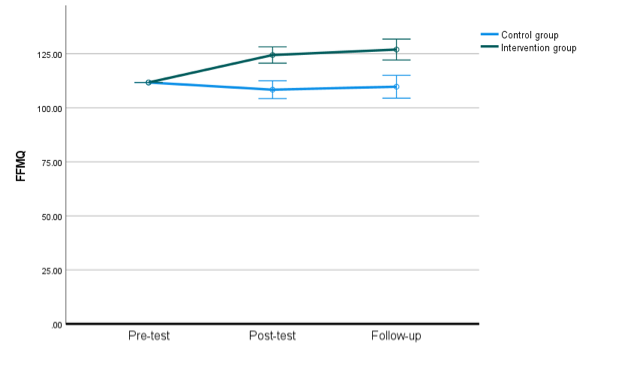 Control group
Intervention group
125.00
100.00
75.00
50.00
25.00
.00
FFMQ
Pre-test
Post-test
Follow-up